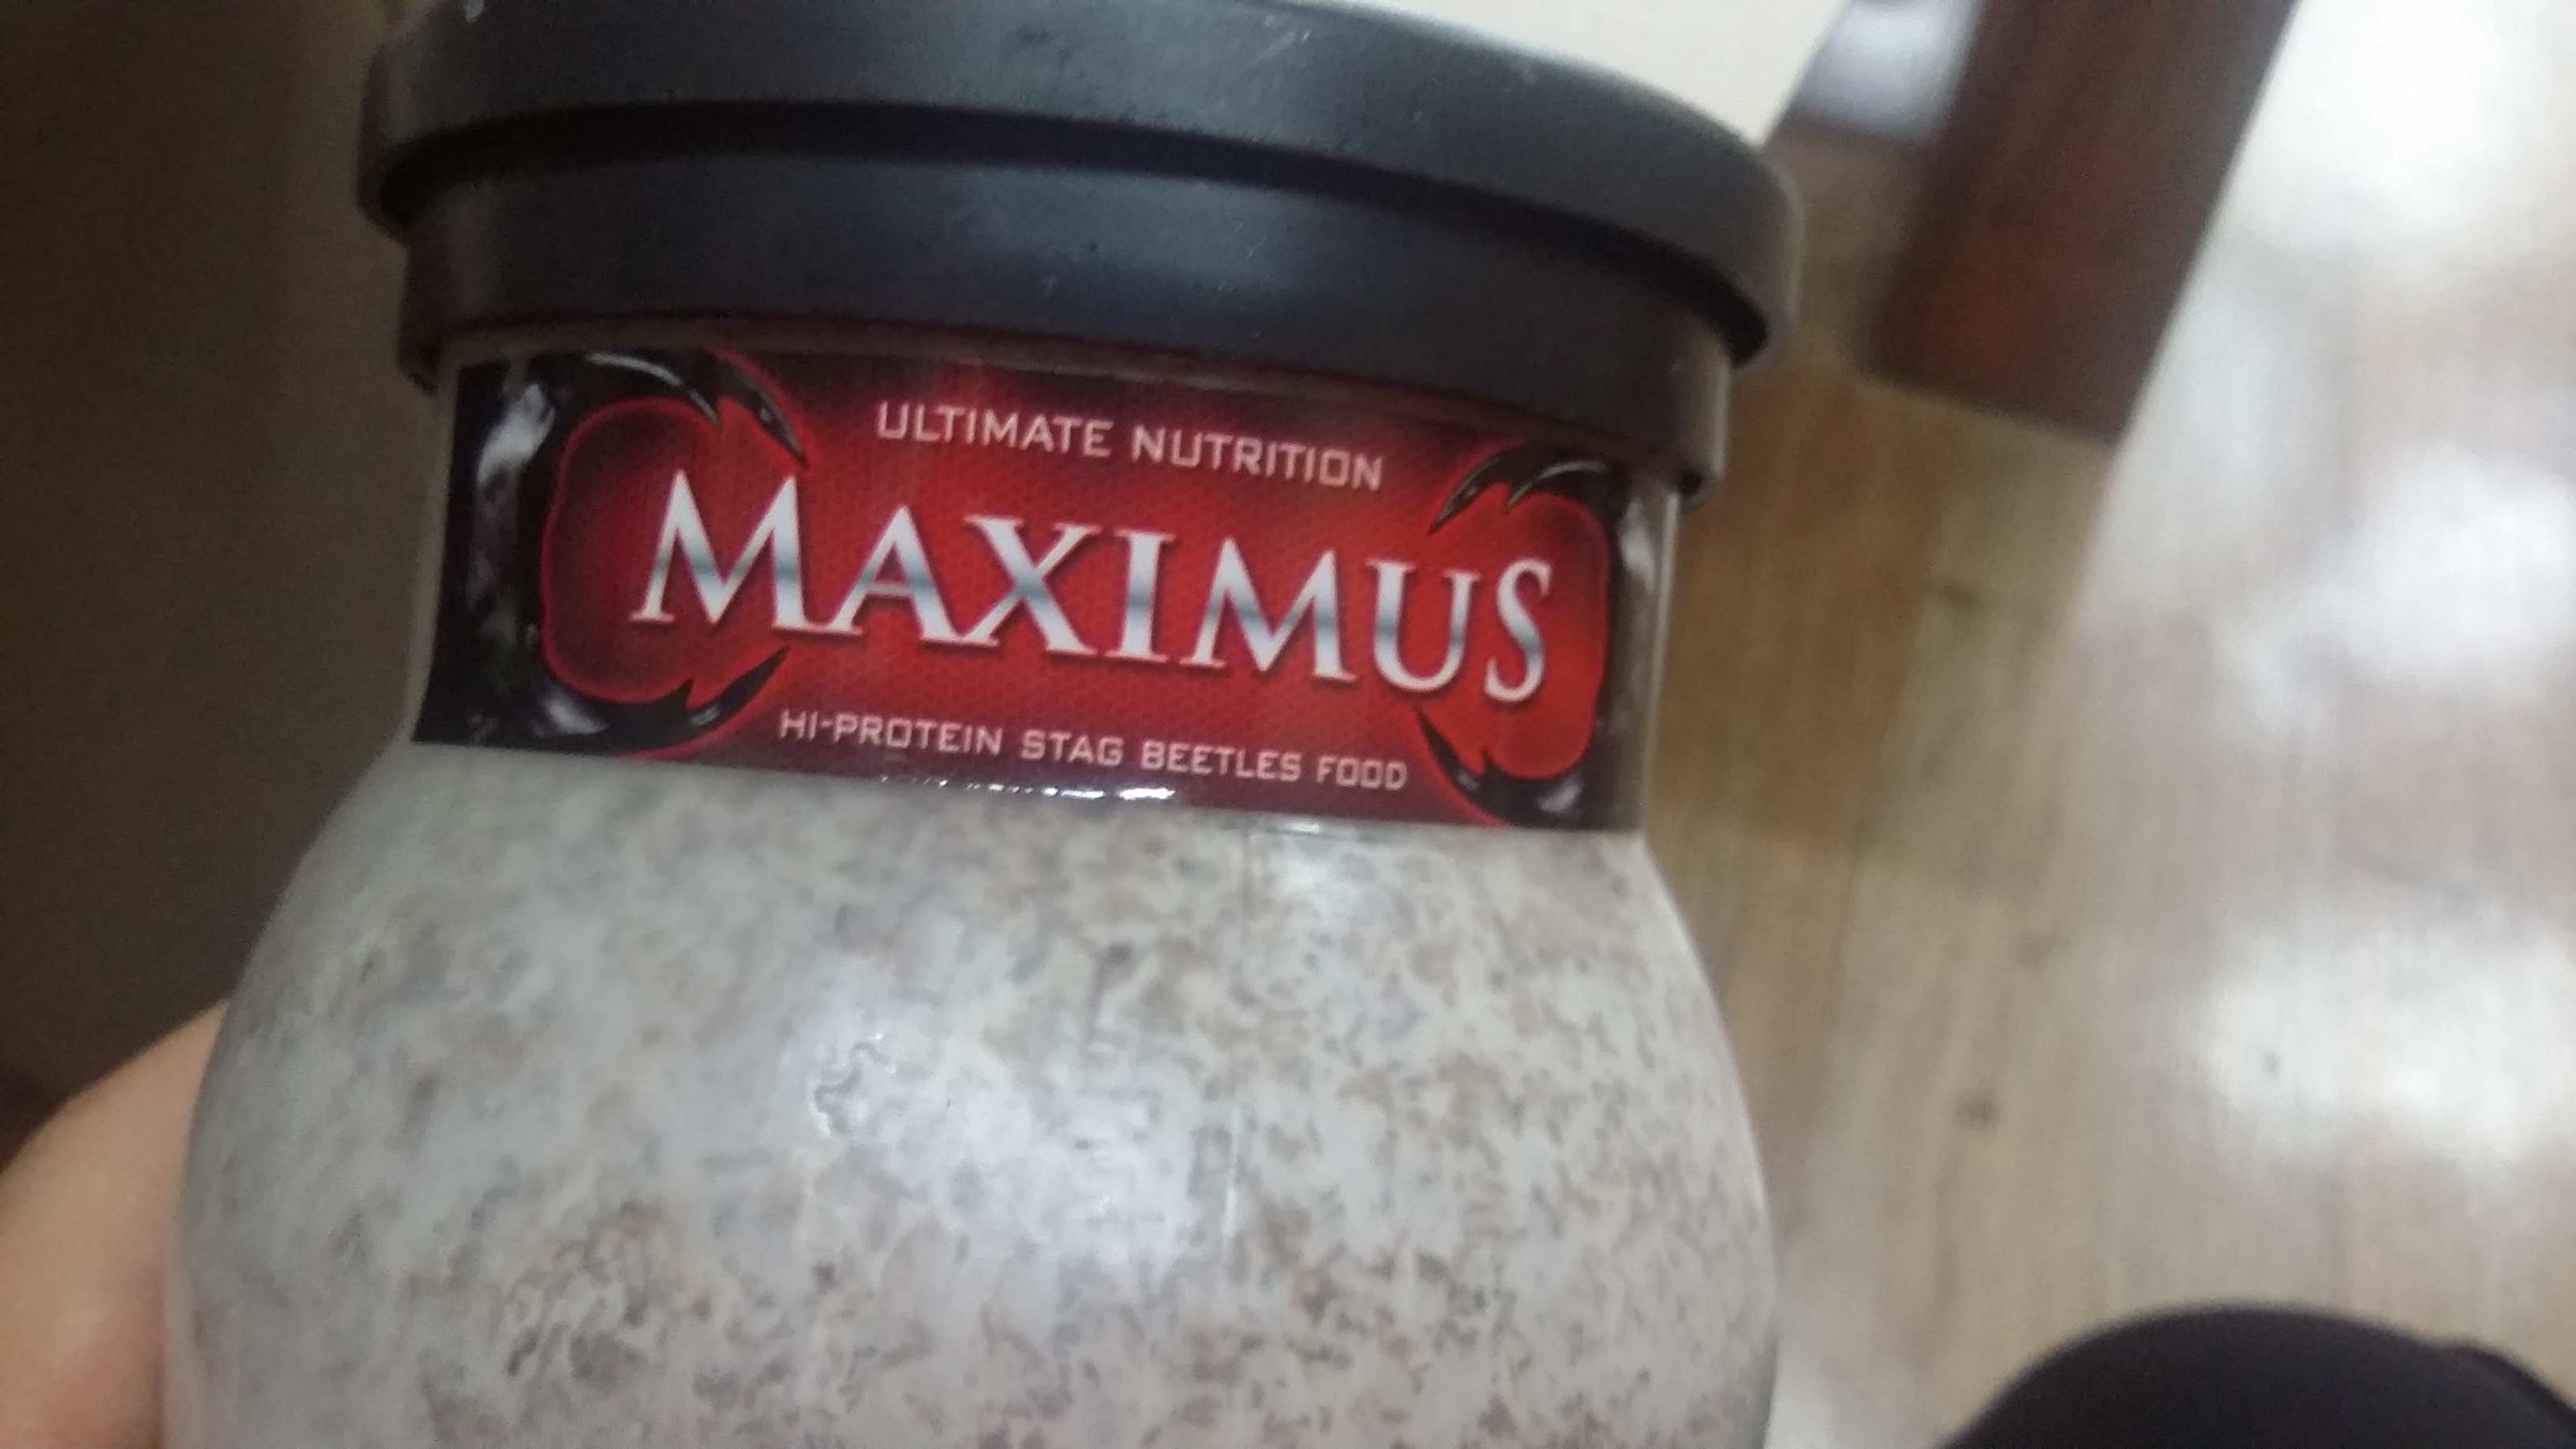 ULTIMATE NUTRITION
MAXIMUS
HI-PROTEIN STAG BEETLES FOOD